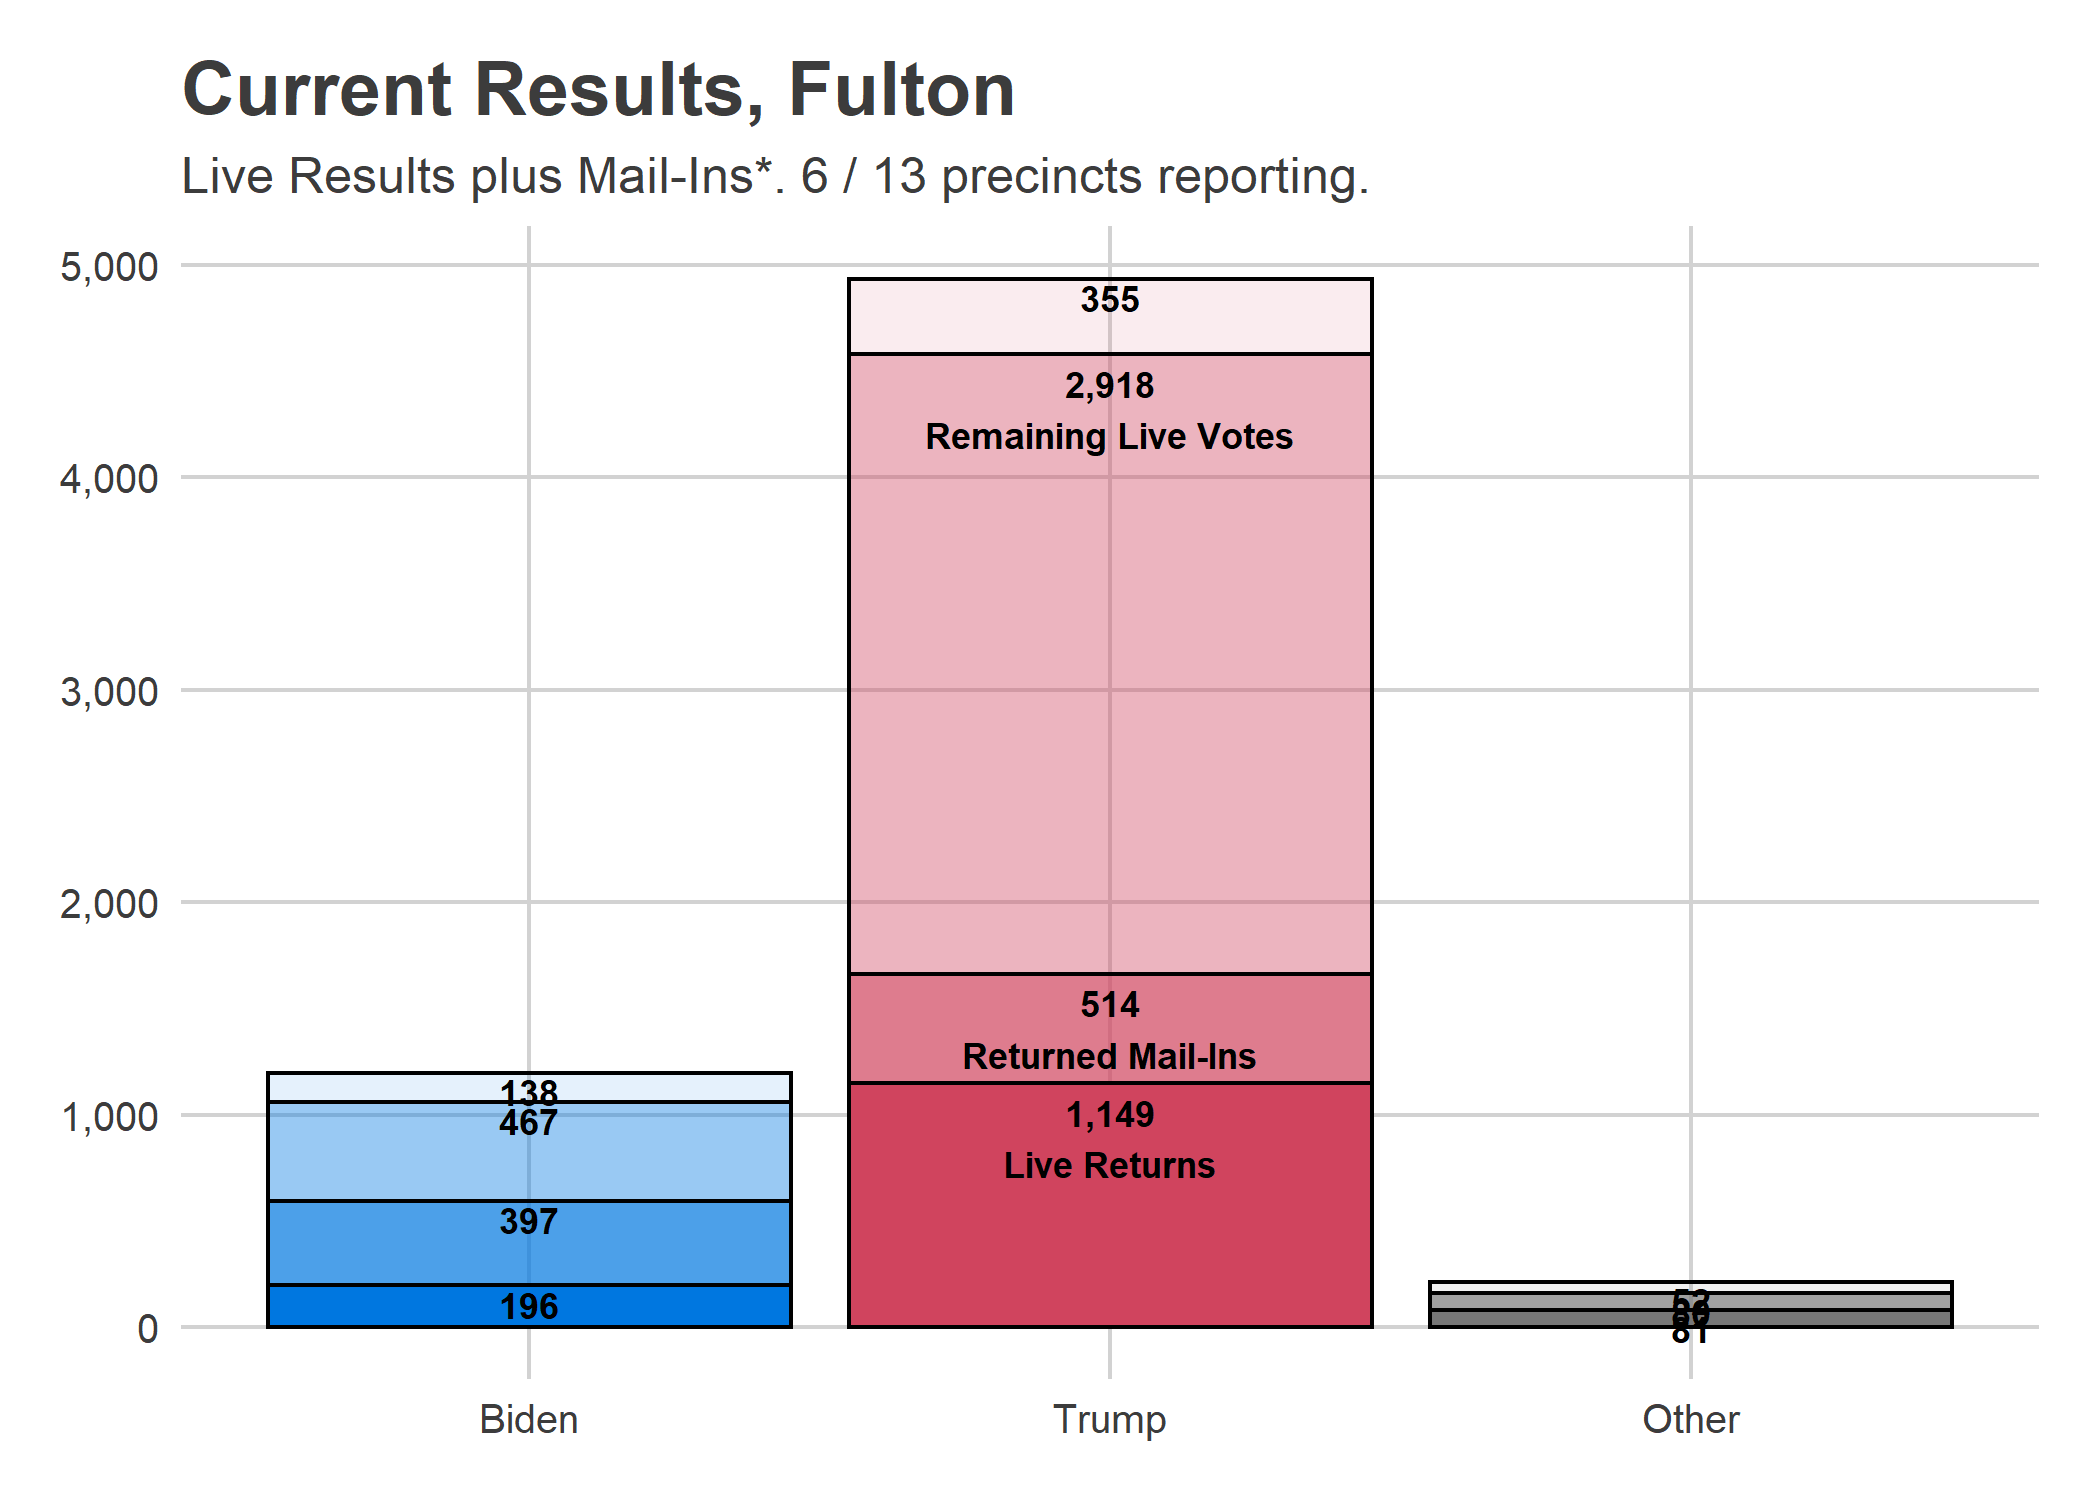 Current Results, Fulton
Live Results plus Mail-Ins*. 6 / 13 precincts reporting.
5,000
4,000
3,000
2,000
1,000
0
138
467
397
196
355
2,918
Remaining Live Votes
514
Returned Mail-Ins
1,149
Live Returns
81
Biden
Trump
Other